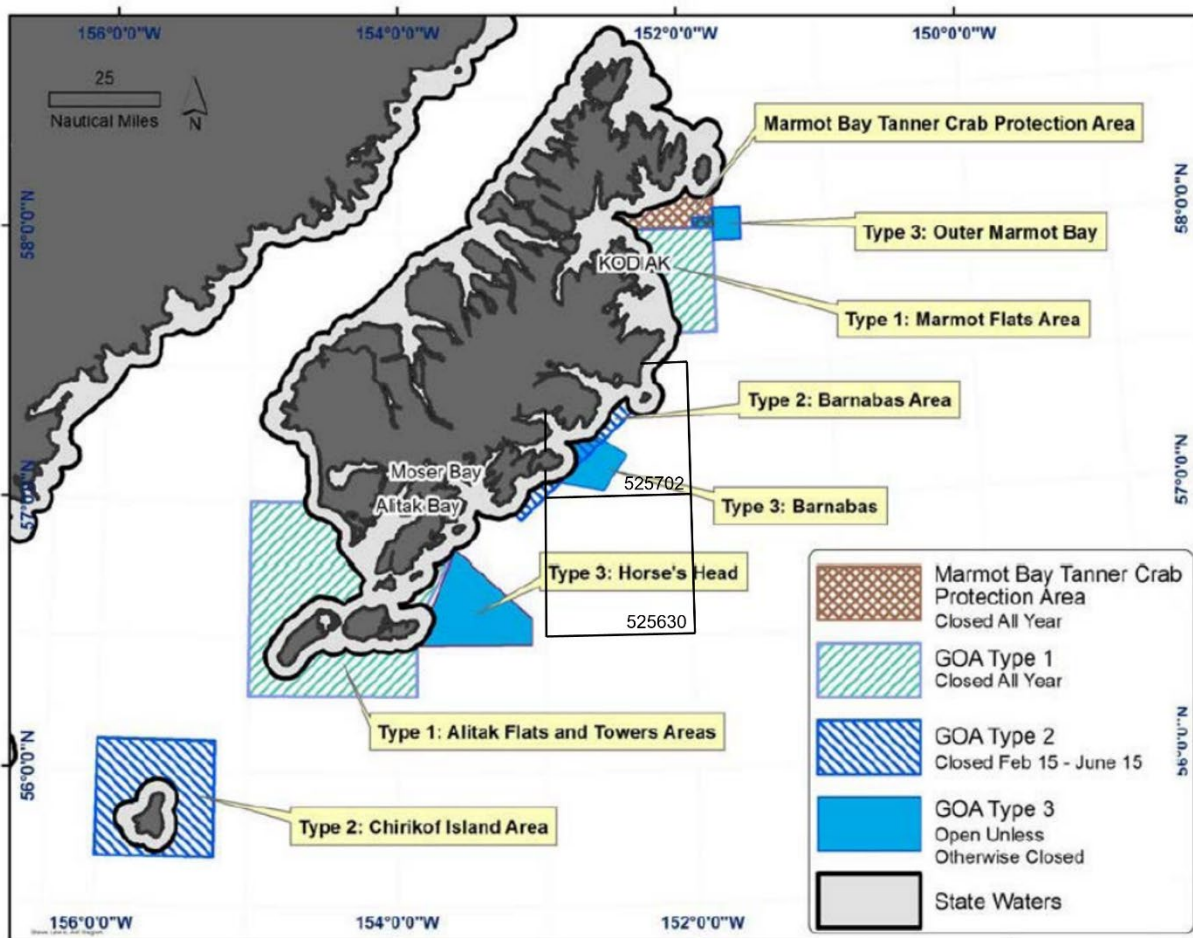 156°0'0"W 154°0'0"W 152°0'0"W 150°0'0"W
25
Nautical Miles
N
Marmot Bay Tanner Crab Protection Area
58°0'0"N
58°0'0"N
Type 3: Outer Marmot Bay
KODIAK
Type 1: Marmot Flats Area
Type 2: Barnabas Area
Moser Bay
525702
57°0'0"N
57°0'0"N
Alitak Bay
Type 3: Barnabas
Type 3: Horse's Head
525630
Type 1: Alitak Flats and Towers Areas
56°0'0"N
56°0'0"N
Type 2: Chirikof Island Area
Marmot Bay Tanner Crab
Protection Area
Closed All Year
GOA Type 1
Closed All Year
GOA Type 2
Closed Feb 15 - June 15
GOA Type 3
Open Unless
Otherwise Closed
State Waters
156°0'0"W 154°0'0"W 152°0'0"W